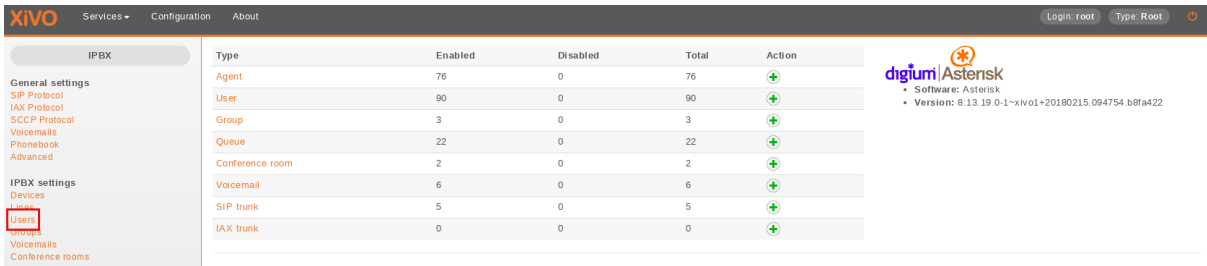 XiVO Services Configuration About Login: root Type: Root
IPBX
General settings
SIP Protocol
IAX Protocol
SCCP Protocol
Voicemails
Phonebook
Advanced
IPBX settings
Devices
Lines
Users
Groups
Voicemails
Conference rooms
Type Enabled Disabled Total Action
Agent 76 0 76
User 90 0 90
Group 3 0 3
Queue 22 0 22
Conference room 2 0 2
Voicemail 6 0 6
SIP trunk 5 0 5
IAX trunk 0 0 0
digium Asterisk
Software: Asterisk
Version: 8:13.19.0-1~xivo1+20180215.094754.b8fa422